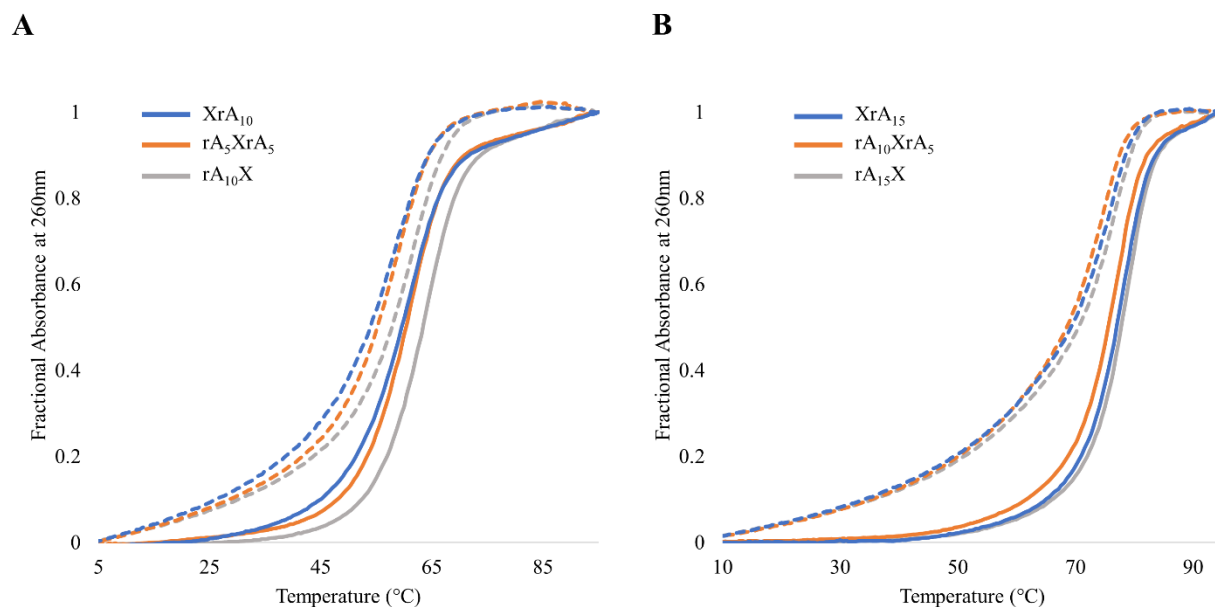 A
Fractional Absorbance at 260nm
1
0.8
0.6
0.4
0.2
0
XrA₁₀
rA₅XrA₅
rA₁₀X
5 25 45 65 85
Temperature (°C)
B
Fractional Absorbance at 260nm
1
0.8
0.6
0.4
0.2
0
XrA₁₅
rA₁₀XrA₅
rA₁₅X
10 30 50 70 90
Temperature (°C)